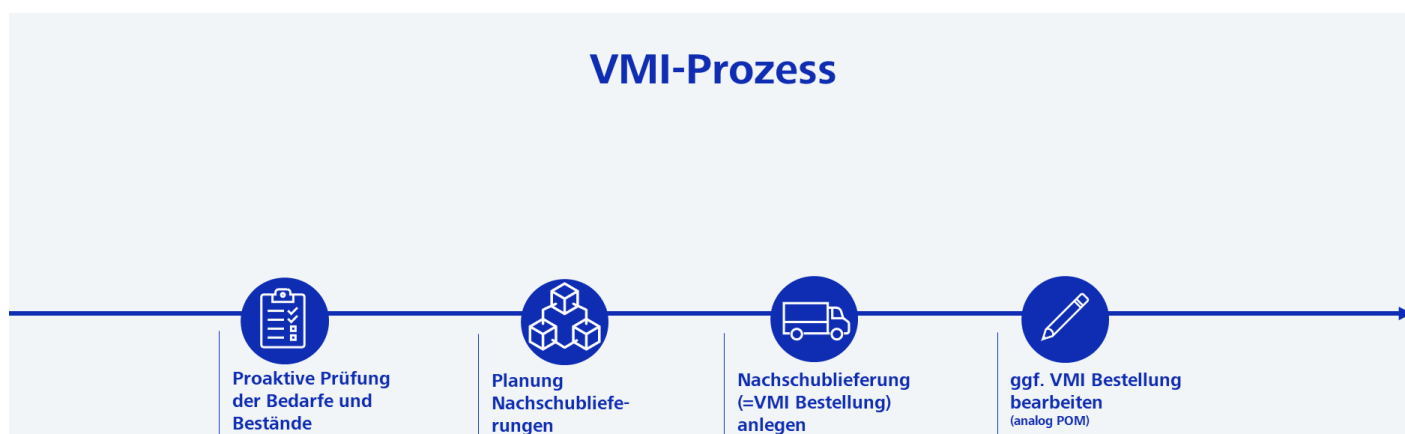 VMI-Prozess
Proaktive Prüfung
der Bedarfe und
Bestände
Planung
Nachschubliefe-
rungen
Nachschublieferung
(=VMI Bestellung)
anlegen
ggf. VMI Bestellung
bearbeiten
(analog POM)